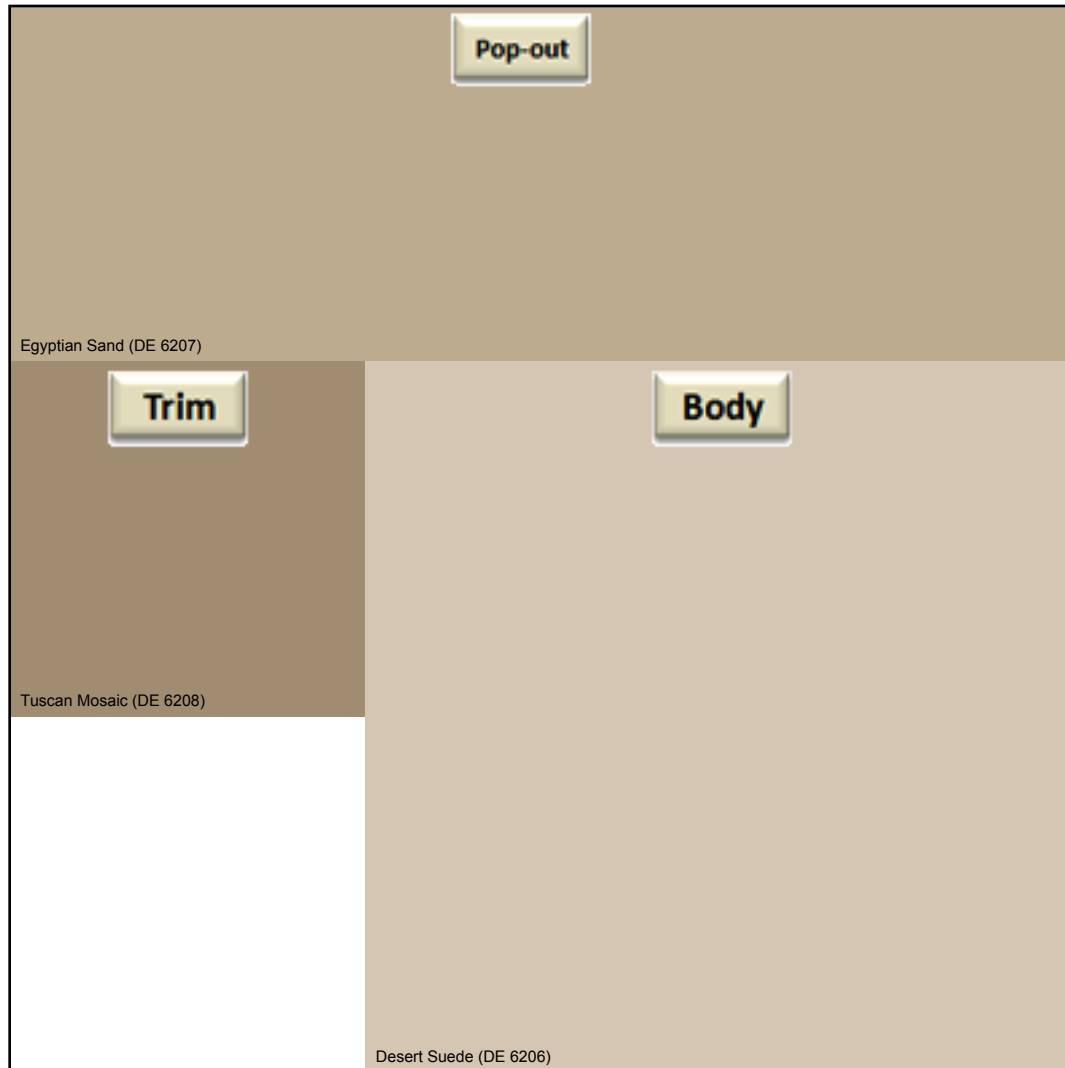 Pop-out
Egyptian Sand (DE 6207)
Trim
Body
Tuscan Mosaic (DE 6208)
Desert Suede (DE 6206)